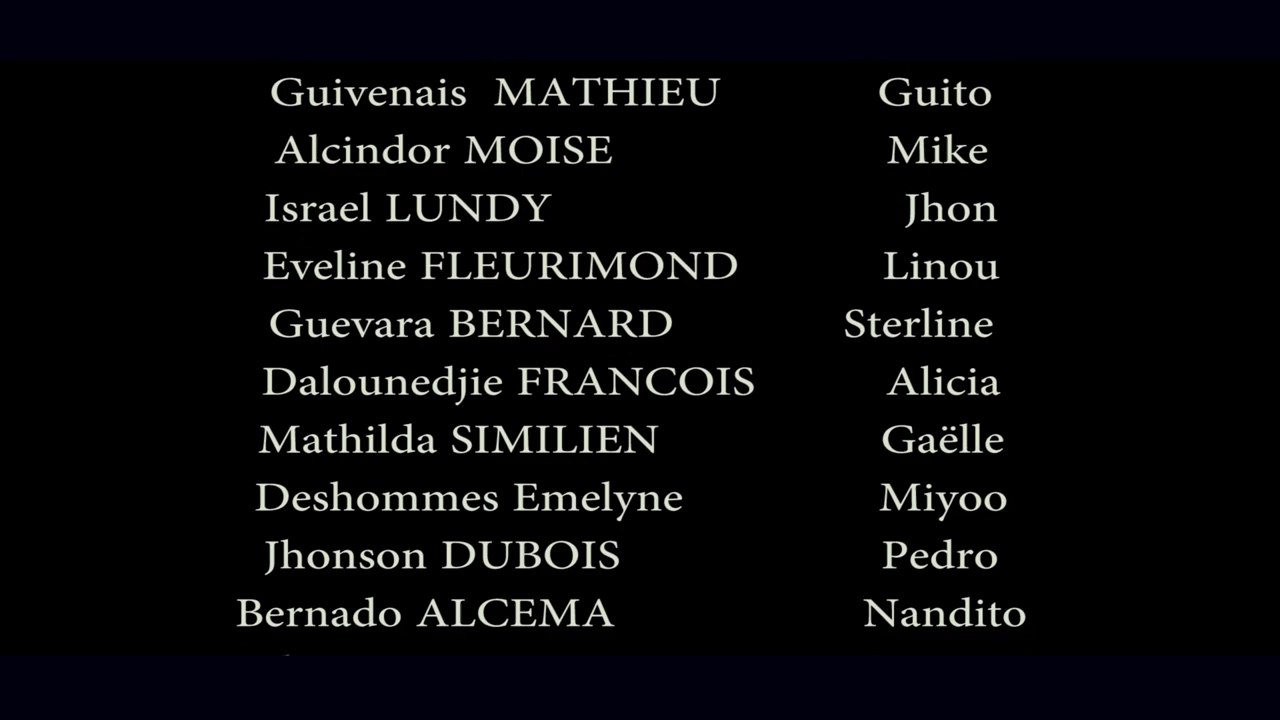 Guivenais MATHIEU Guito
Alcindor MOISE Mike
Israel LUNDY Jhon
Eveline FLEURIMOND Linou
Guevara BERNARD Sterline
Dalounedjie FRANCOIS Alicia
Mathilda SIMILIEN Gaëlle
Deshommes Emelyne Miyoo
Jhonson DUBOIS Pedro
Bernado ALCEMA Nandito